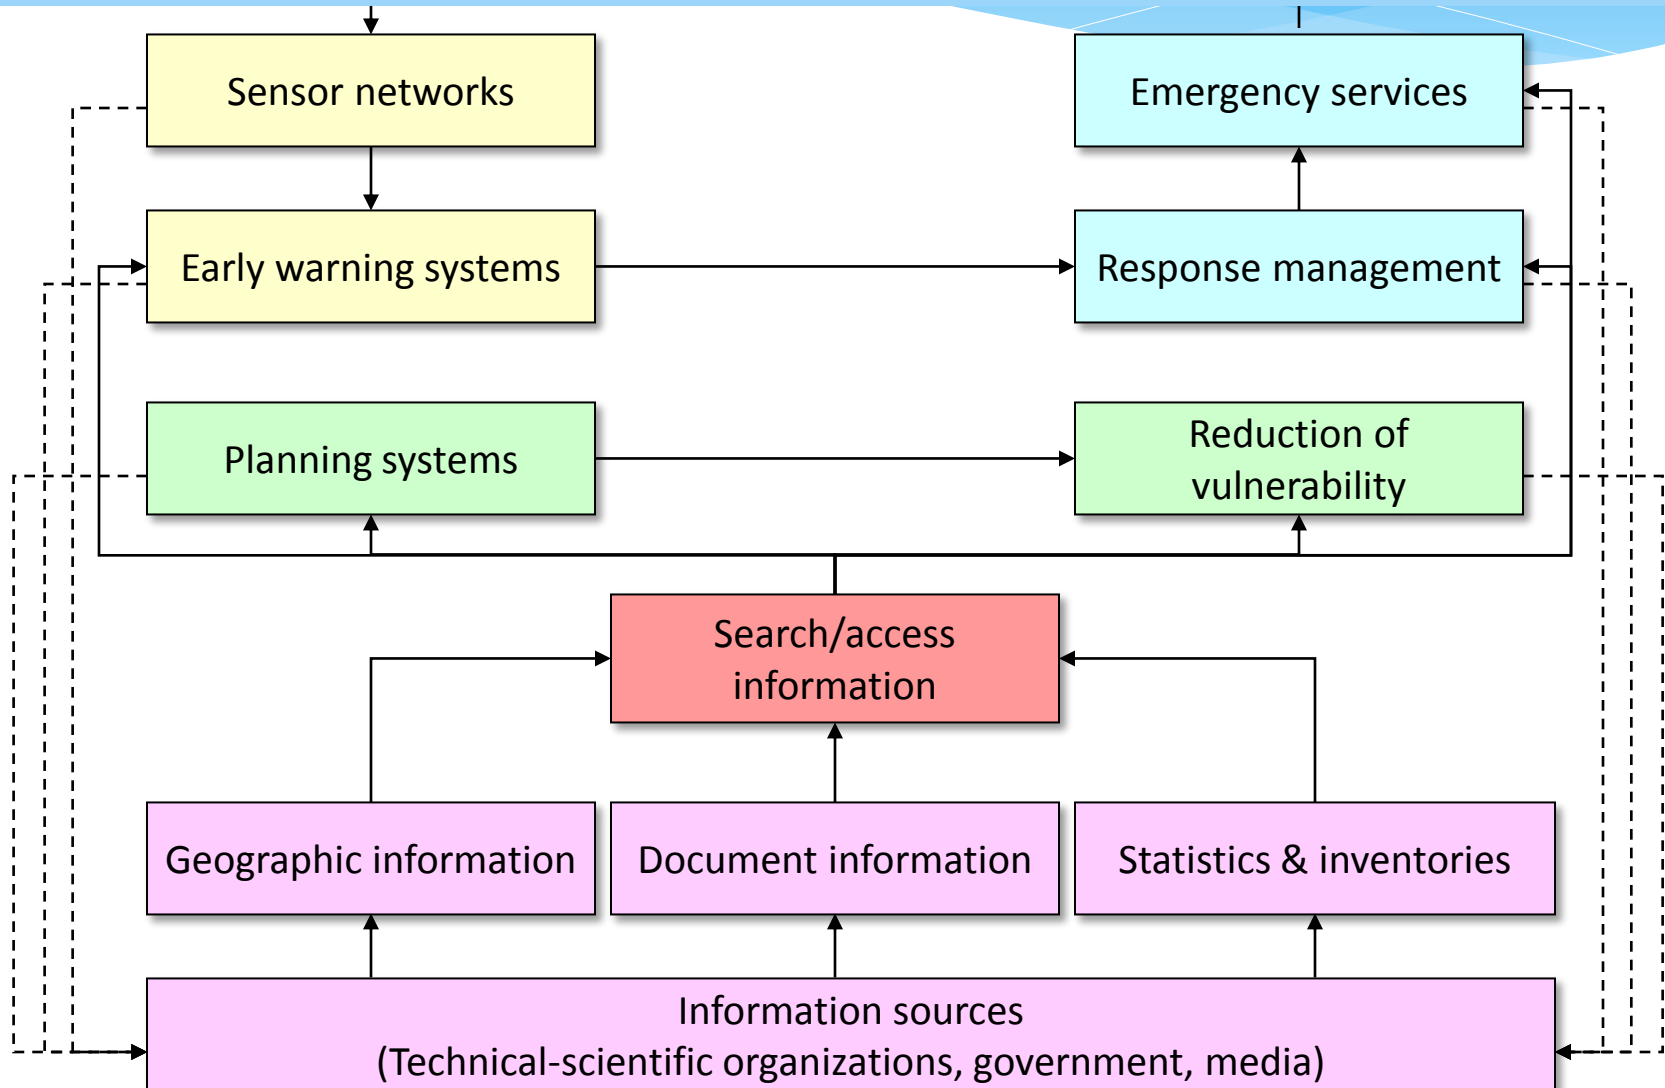 Sensor networks
Emergency services
Early warning systems
Response management
Planning systems
Reduction of
vulnerability
Search/access
information
Geographic information
Document information
Statistics & inventories
Information sources
(Technical-scientific organizations, government, media)